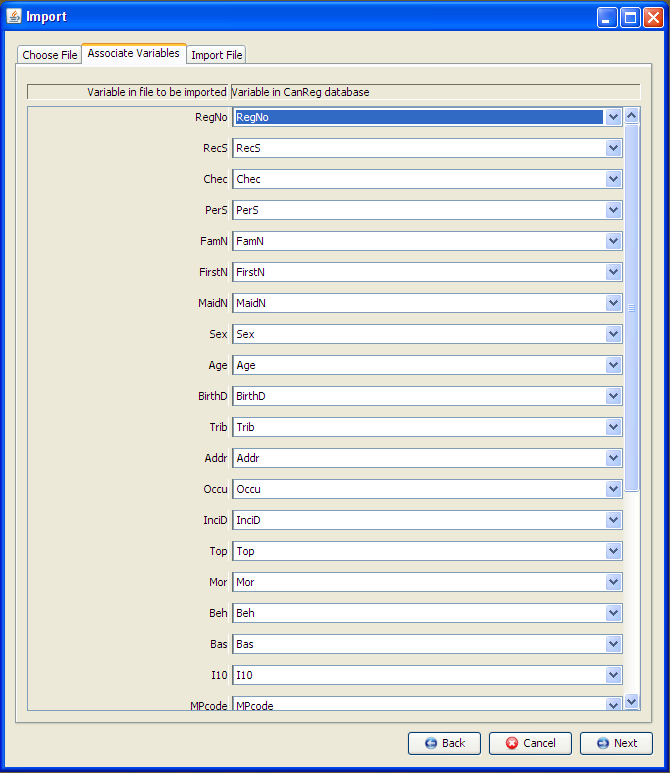 Import
Choose File Associate Variables Import File
Variable in file to be imported Variable in CanReg database
RegNo RegNo
RecS RecS
Chec Chec
PerS PerS
FamN FamN
FirstN FirstN
MaidN MaidN
Sex Sex
Age Age
BirthD BirthD
Trib Trib
Addr Addr
Occu Occu
InciD InciD
Top Top
Mor Mor
Beh Beh
Bas Bas
I10 I10
MPcode MPcode
Back Cancel Next